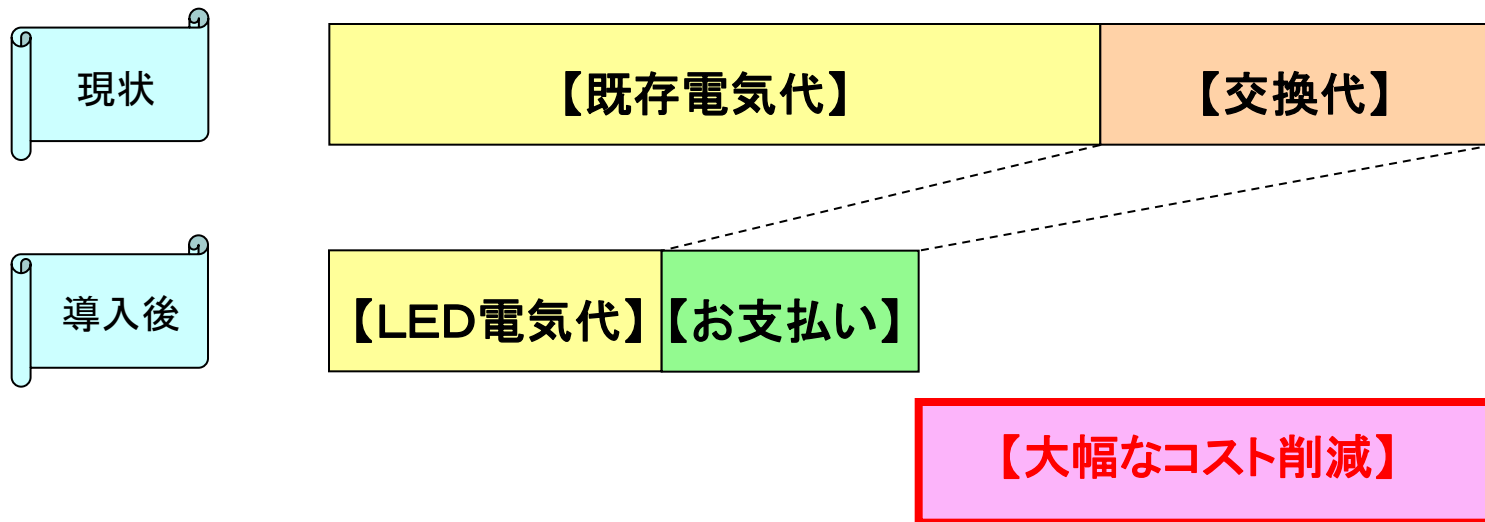 現状
【既存電気代】
【交換代】
導入後
【ＬＥＤ電気代】
【お支払い】
【大幅なコスト削減】